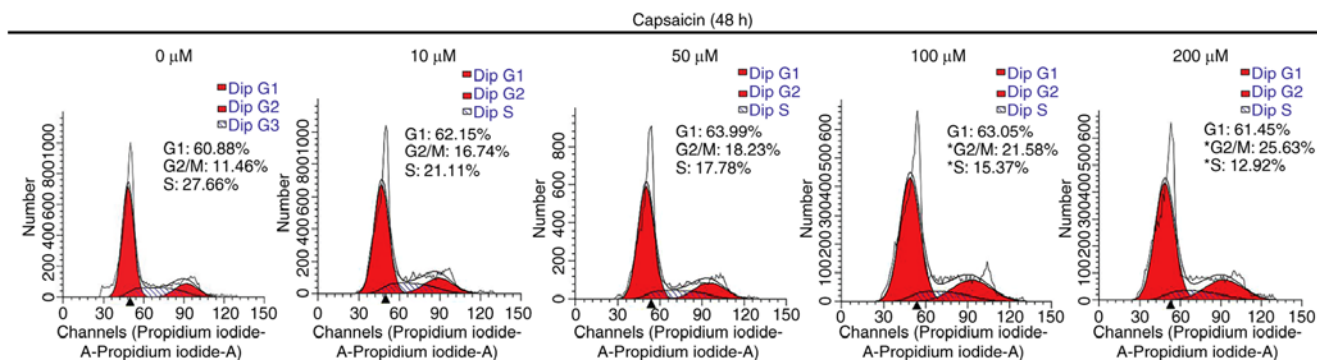 Capsaicin (48 h)
0 μM
10 μM
50 μM
100 μM
200 μM
Dip G1
Dip G2
Dip G3
G1: 60.88%
G2/M: 11.46%
S: 27.66%
Number
0 200 400 600 800 1000
0 30 60 90 120 150
Channels (Propidium iodide-
A-Propidium iodide-A)
Dip G1
Dip G2
Dip S
G1: 62.15%
G2/M: 16.74%
S: 21.11%
Number
0 200 400 600 800 1000
0 30 60 90 120 150
Channels (Propidium iodide-
A-Propidium iodide-A)
Dip G1
Dip G2
Dip S
G1: 63.99%
G2/M: 18.23%
S: 17.78%
Number
0 200 400 600 800
0 30 60 90 120 150
Channels (Propidium iodide-
A-Propidium iodide-A)
Dip G1
Dip G2
Dip S
G1: 63.05%
*G2/M: 21.58%
*S: 15.37%
Number
0 100 200 300 400 500 600
0 30 60 90 120 150
Channels (Propidium iodide-
A-Propidium iodide-A)
Dip G1
Dip G2
Dip S
G1: 61.45%
*G2/M: 25.63%
*S: 12.92%
Number
0 100 200 300 400 500 600
0 30 60 90 120 150
Channels (Propidium iodide-
A-Propidium iodide-A)